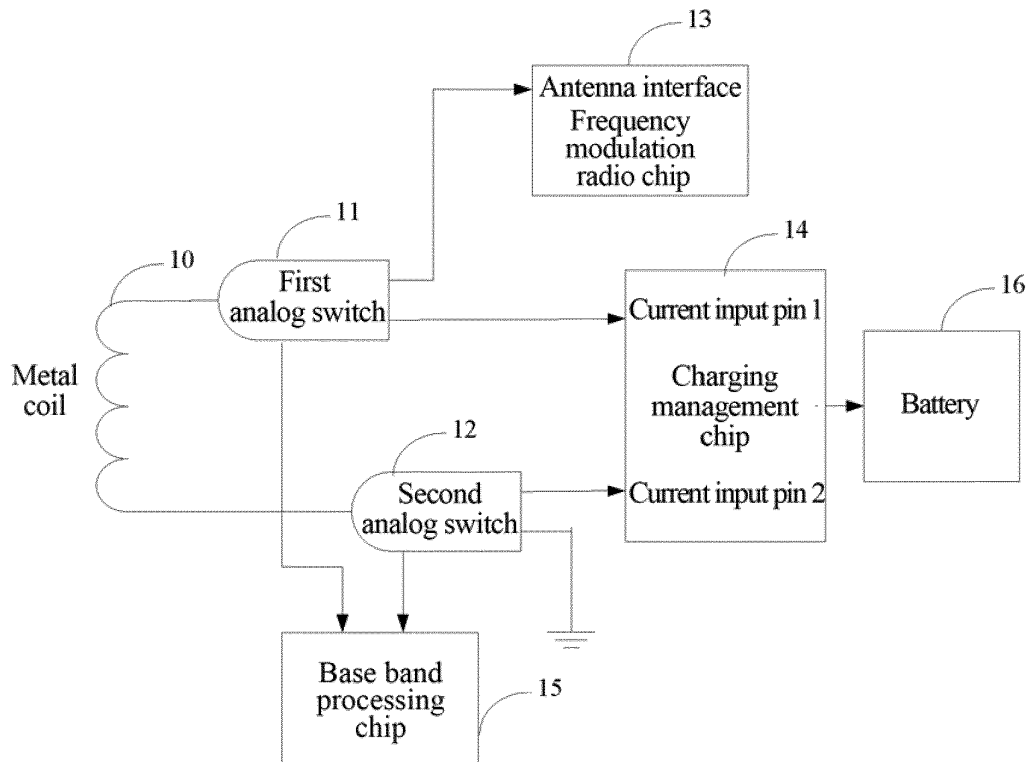 13
Antenna interface
Frequency
modulation
radio chip
11
First
analog switch
10
Metal
coil
14
Current input pin 1
Charging
management
chip
Current input pin 2
16
Battery
12
Second
analog switch
Base band
processing
chip
15